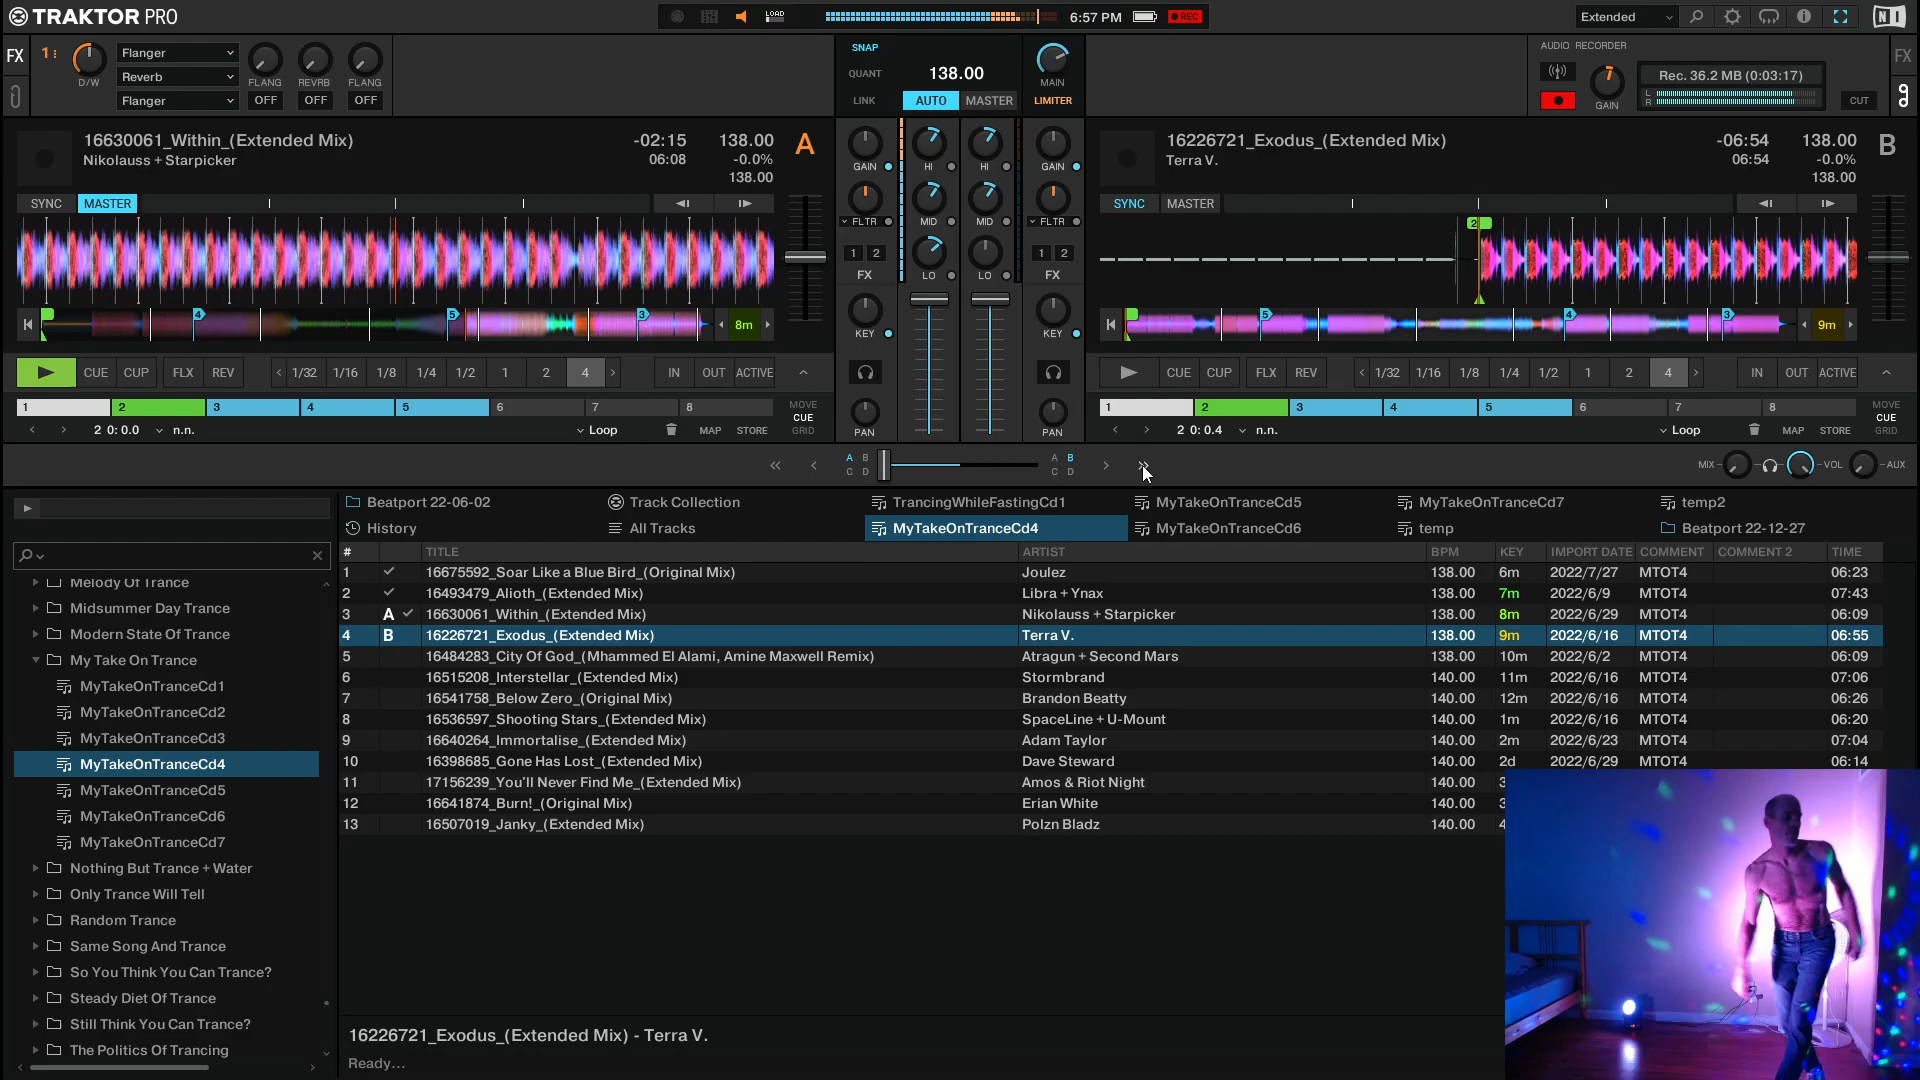 TRAKTOR PRO
LOAD
6:57 PM
REC
Extended
FX
1
D/W
Flanger
Reverb
Flanger
FLANG
REVRB
FLANG
OFF
OFF
OFF
SNAP
QUANT
LINK
138.00
AUTO
MASTER
MAIN
LIMITER
AUDIO RECORDER
GAIN
Rec. 36.2 MB (0:03:17)
L
R
CUT
FX
16630061_Within_(Extended Mix)
Nikolauss + Starpicker
-02:15
06:08
138.00
-0.0%
138.00
A
SYNC
MASTER
4
5
3
8m
CUE
CUP
FLX
REV
1/32
1/16
1/8
1/4
1/2
1
2
4
IN
OUT
ACTIVE
1
2
3
4
5
6
7
8
MOVE
CUE
GRID
2 0:0.0
n.n.
Loop
MAP
STORE
GAIN
HI
HI
GAIN
FLTR
MID
MID
FLTR
1
2
1
2
FX
LO
LO
FX
KEY
KEY
PAN
PAN
16226721_Exodus_(Extended Mix)
Terra V.
-06:54
06:54
138.00
-0.0%
138.00
B
SYNC
MASTER
2
5
4
3
9m
CUE
CUP
FLX
REV
1/32
1/16
1/8
1/4
1/2
1
2
4
IN
OUT
ACTIVE
1
2
3
4
5
6
7
8
MOVE
CUE
GRID
2 0:0.4
n.n.
Loop
MAP
STORE
A B
C D
A B
C D
MIX
VOL
AUX
Beatport 22-06-02
Track Collection
TrancingWhileFastingCd1
MyTakeOnTranceCd5
MyTakeOnTranceCd7
temp2
History
All Tracks
MyTakeOnTranceCd4
MyTakeOnTranceCd6
temp
Beatport 22-12-27
Melody Of Trance
Midsummer Day Trance
Modern State Of Trance
My Take On Trance
MyTakeOnTranceCd1
MyTakeOnTranceCd2
MyTakeOnTranceCd3
MyTakeOnTranceCd4
MyTakeOnTranceCd5
MyTakeOnTranceCd6
MyTakeOnTranceCd7
Nothing But Trance + Water
Only Trance Will Tell
Random Trance
Same Song And Trance
So You Think You Can Trance?
Steady Diet Of Trance
Still Think You Can Trance?
The Politics Of Trancing
# TITLE ARTIST BPM KEY IMPORT DATE COMMENT COMMENT 2 TIME
1 16675592_Soar Like a Blue Bird_(Original Mix) Joulez 138.00 6m 2022/7/27 MTOT4 06:23
2 16493479_Alioth_(Extended Mix) Libra + Ynax 138.00 7m 2022/6/9 MTOT4 07:43
3 A 16630061_Within_(Extended Mix) Nikolauss + Starpicker 138.00 8m 2022/6/29 MTOT4 06:09
4 B 16226721_Exodus_(Extended Mix) Terra V. 138.00 9m 2022/6/16 MTOT4 06:55
5 16484283_City Of God_(Mhammed El Alami, Amine Maxwell Remix) Atragun + Second Mars 138.00 10m 2022/6/2 MTOT4 06:09
6 16515208_Interstellar_(Extended Mix) Stormbrand 140.00 11m 2022/6/16 MTOT4 07:06
7 16541758_Below Zero_(Original Mix) Brandon Beatty 140.00 12m 2022/6/16 MTOT4 06:26
8 16536597_Shooting Stars_(Extended Mix) SpaceLine + U-Mount 140.00 1m 2022/6/16 MTOT4 06:20
9 16640264_Immortalise_(Extended Mix) Adam Taylor 140.00 2m 2022/6/23 MTOT4 07:04
10 16398685_Gone Has Lost_(Extended Mix) Dave Steward 140.00 2d 2022/6/29 MTOT4 06:14
11 17156239_You'll Never Find Me_(Extended Mix) Amos & Riot Night 140.00 3
12 16641874_Burn!_(Original Mix) Erian White 140.00 3
13 16507019_Janky_(Extended Mix) Polzn Bladz 140.00 4
16226721_Exodus_(Extended Mix) - Terra V.
Ready...